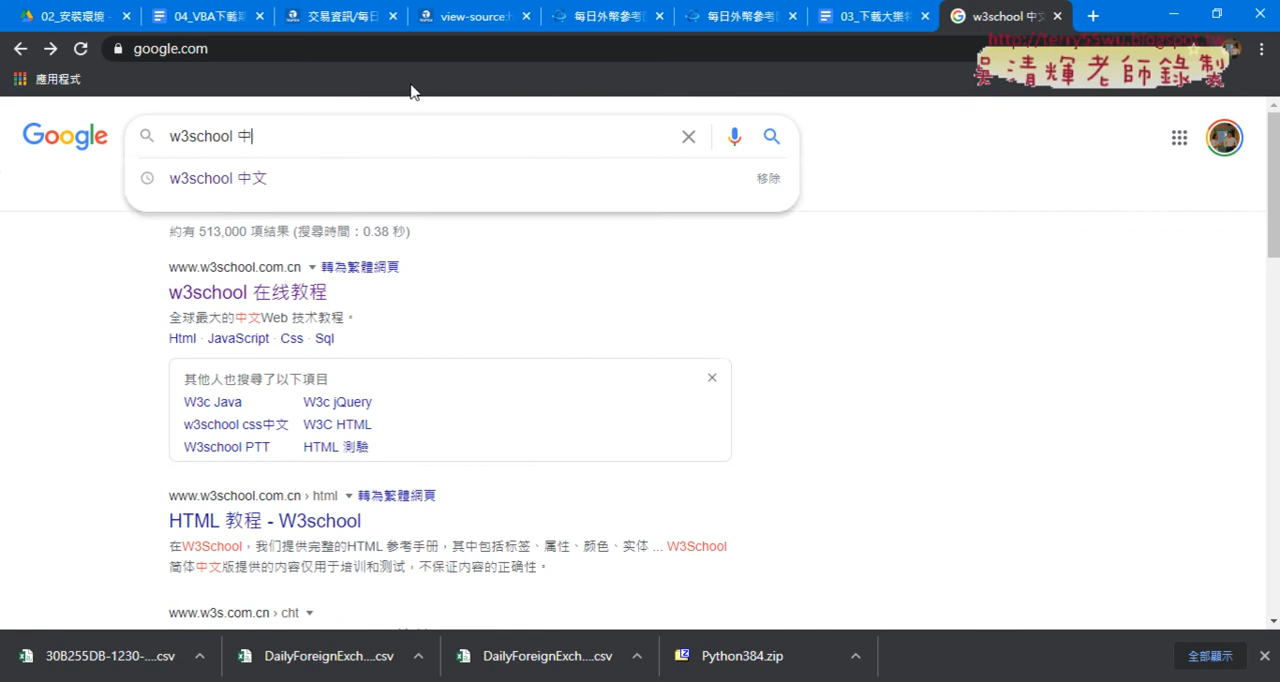 02_安裝環境 -
04_VBA下載
交易資訊/每日
view-source:h
每日外幣參考
每日外幣參考
03_下載大樂
w3school 中文
google.com
http://terry55wu.blogspot.tw
吳清輝老師錄製
應用程式
Google
w3school 中
w3school 中文
移除
約有 513,000 項結果 (搜尋時間：0.38 秒)
www.w3school.com.cn 轉為繁體網頁
w3school 在线教程
全球最大的中文Web 技术教程。
Html · JavaScript · Css · Sql
其他人也搜尋了以下項目
W3c Java
W3c jQuery
w3school css中文
W3C HTML
W3school PTT
HTML 測驗
www.w3school.com.cn › html 轉為繁體網頁
HTML 教程 - W3school
在W3School，我们提供完整的HTML 参考手册，其中包括标签、属性、颜色、实体 ... W3School
简体中文版提供的内容仅用于培训和测试，不保证内容的正确性。
www.w3s.com.cn › cht
30B255DB-1230-....csv
DailyForeignExch....csv
DailyForeignExch....csv
Python384.zip
全部顯示